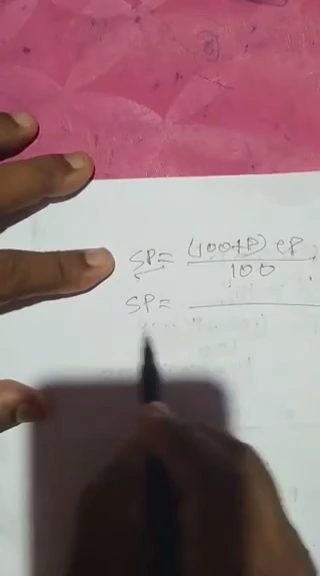 SP = (100+P) CP
100
SP =